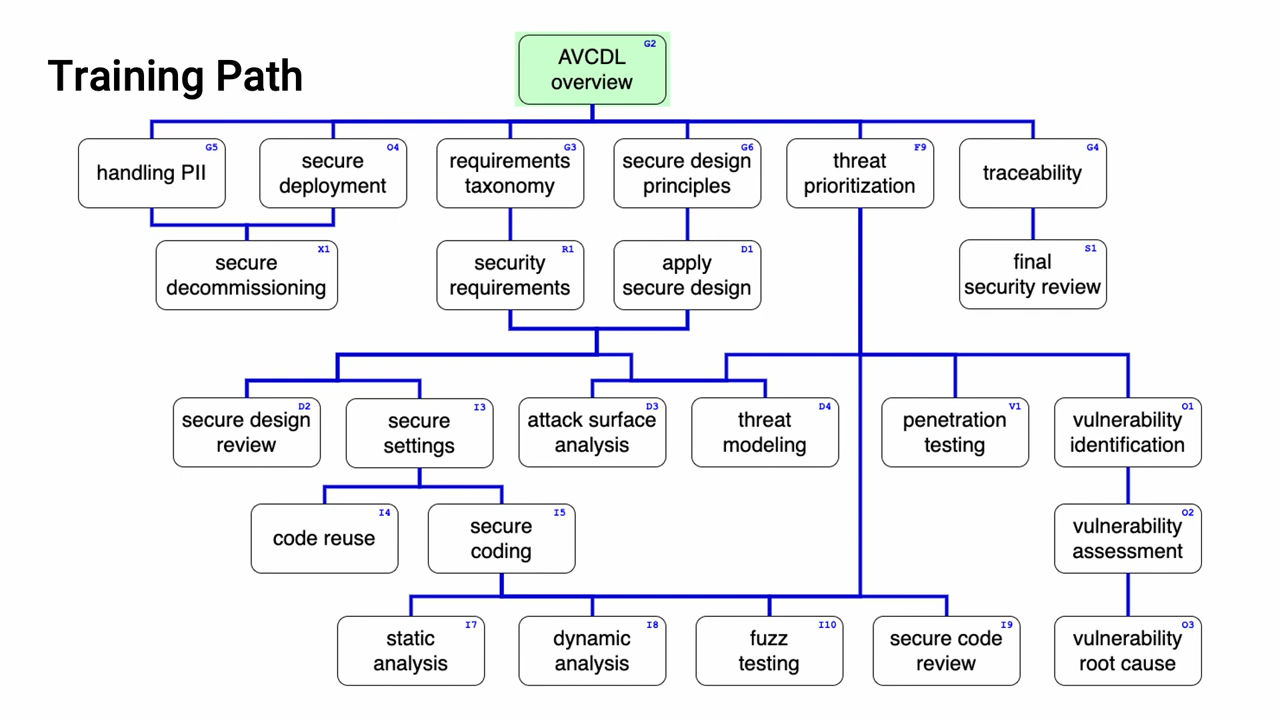 Training Path
G2
AVCDL
overview
G5
handling PII
O4
secure
deployment
G3
requirements
taxonomy
G6
secure design
principles
F9
threat
prioritization
G4
traceability
X1
secure
decommissioning
R1
security
requirements
D1
apply
secure design
S1
final
security review
D2
secure design
review
I3
secure
settings
D3
attack surface
analysis
D4
threat
modeling
V1
penetration
testing
O1
vulnerability
identification
I4
code reuse
I5
secure
coding
O2
vulnerability
assessment
I7
static
analysis
I8
dynamic
analysis
I10
fuzz
testing
I9
secure code
review
O3
vulnerability
root cause